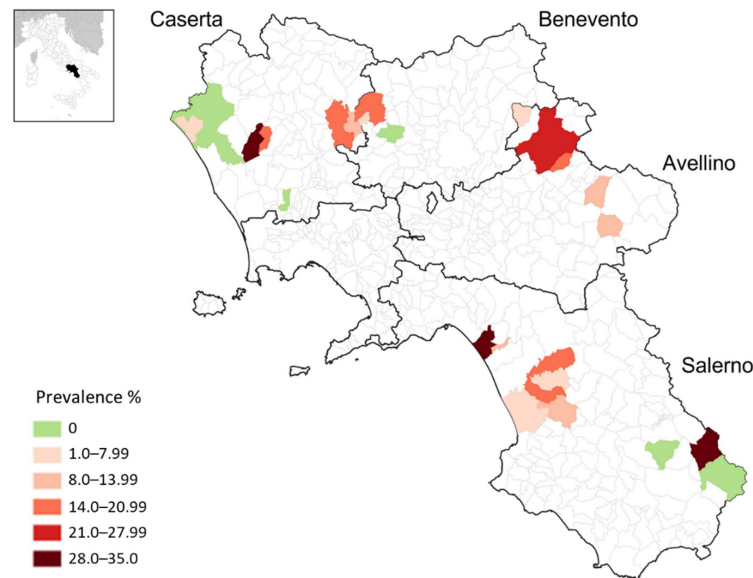 Caserta
Benevento
Avellino
Salerno
Prevalence %
0
1.0–7.99
8.0–13.99
14.0–20.99
21.0–27.99
28.0–35.0